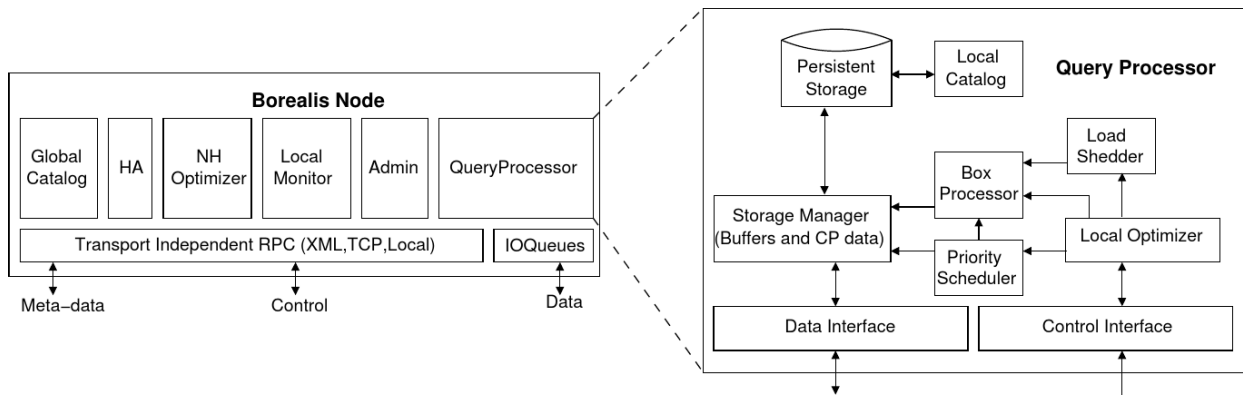 Borealis Node
Global
Catalog
HA
NH
Optimizer
Local
Monitor
Admin
QueryProcessor
Transport Independent RPC (XML,TCP,Local)
IOQueues
Meta−data
Control
Data
Query Processor
Persistent
Storage
Local
Catalog
Load
Shedder
Box
Processor
Storage Manager
(Buffers and CP data)
Local Optimizer
Priority
Scheduler
Data Interface
Control Interface